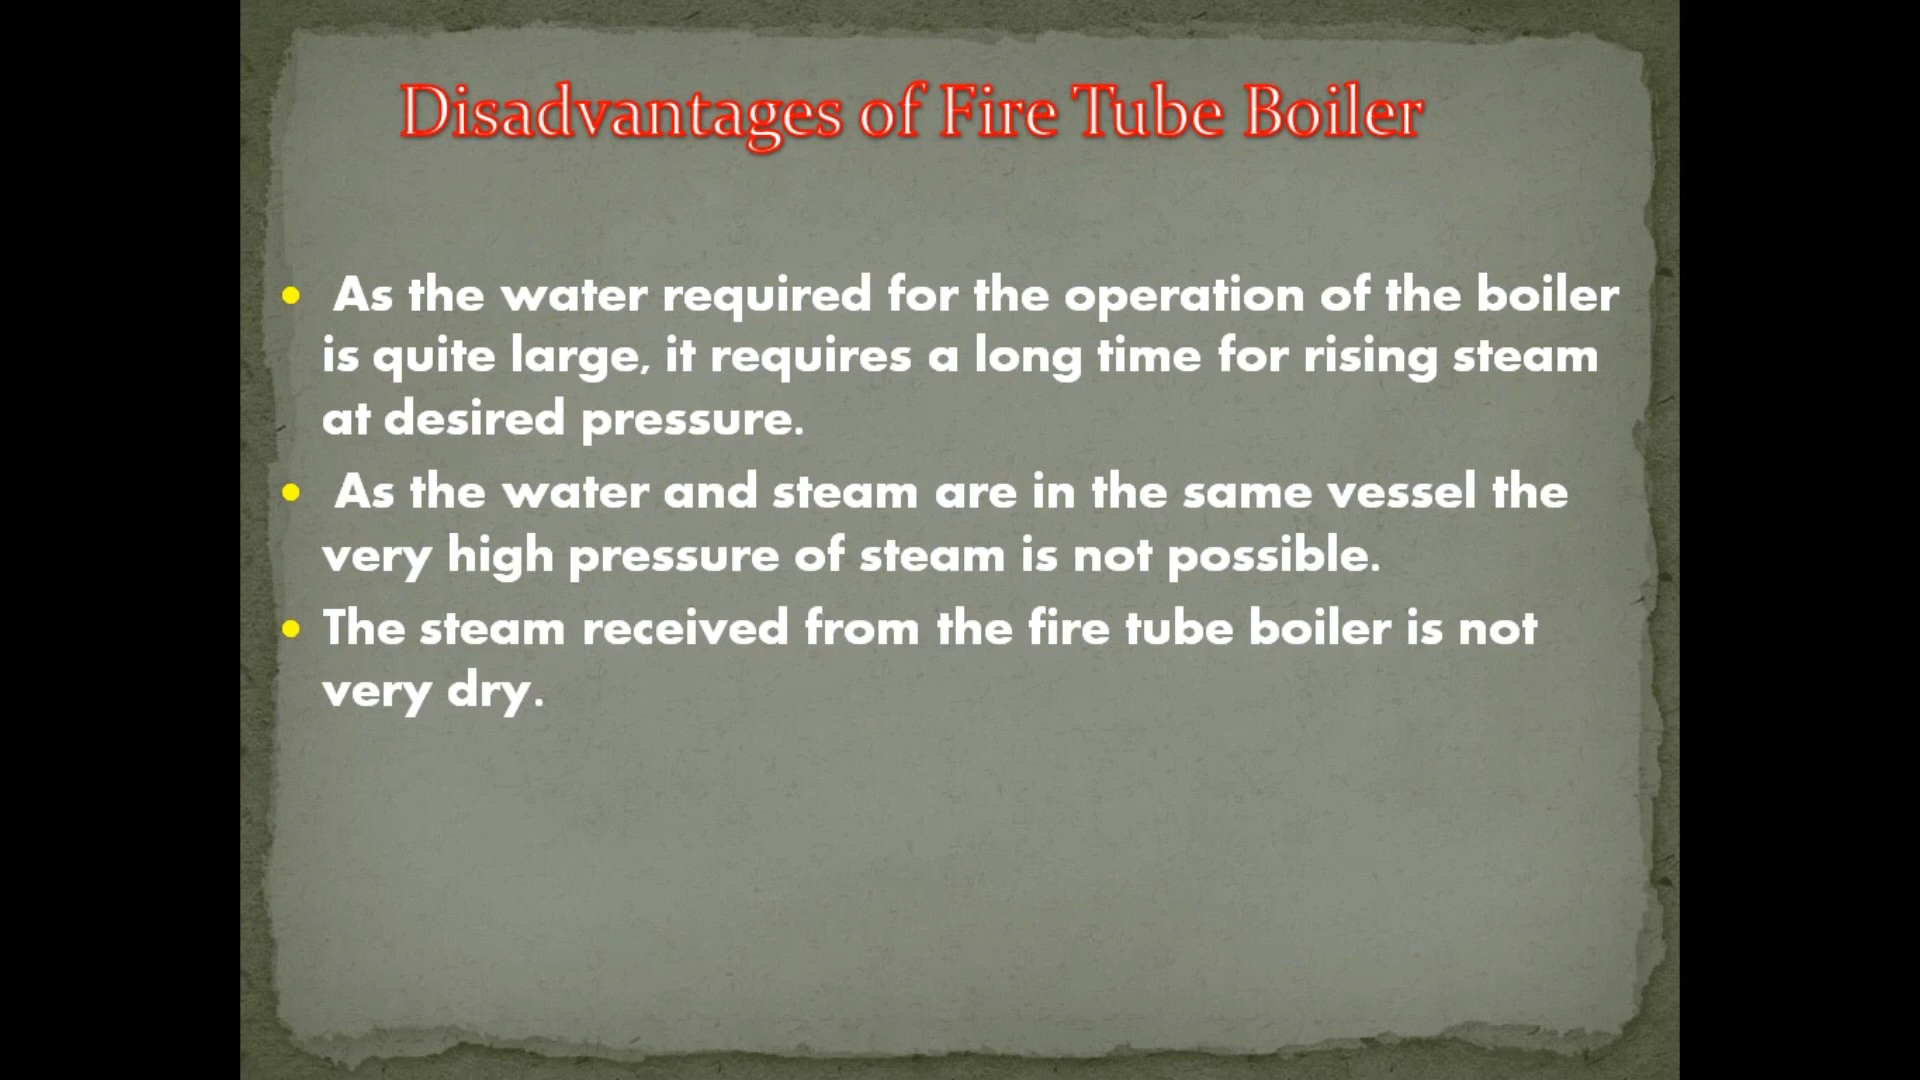 Disadvantages of Fire Tube Boiler
• As the water required for the operation of the boiler
is quite large, it requires a long time for rising steam
at desired pressure.
• As the water and steam are in the same vessel the
very high pressure of steam is not possible.
• The steam received from the fire tube boiler is not
very dry.